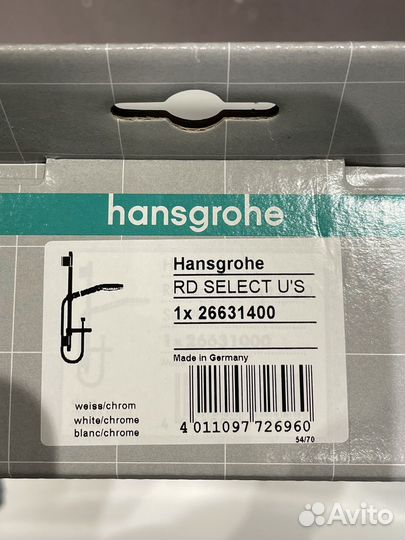 hansgrohe
Hansgrohe
RD SELECT U'S
1x 26631400
Made in Germany
weiss/chrom
white/chrome
blanc/chrome
4 011097 726960
54/70
Avito